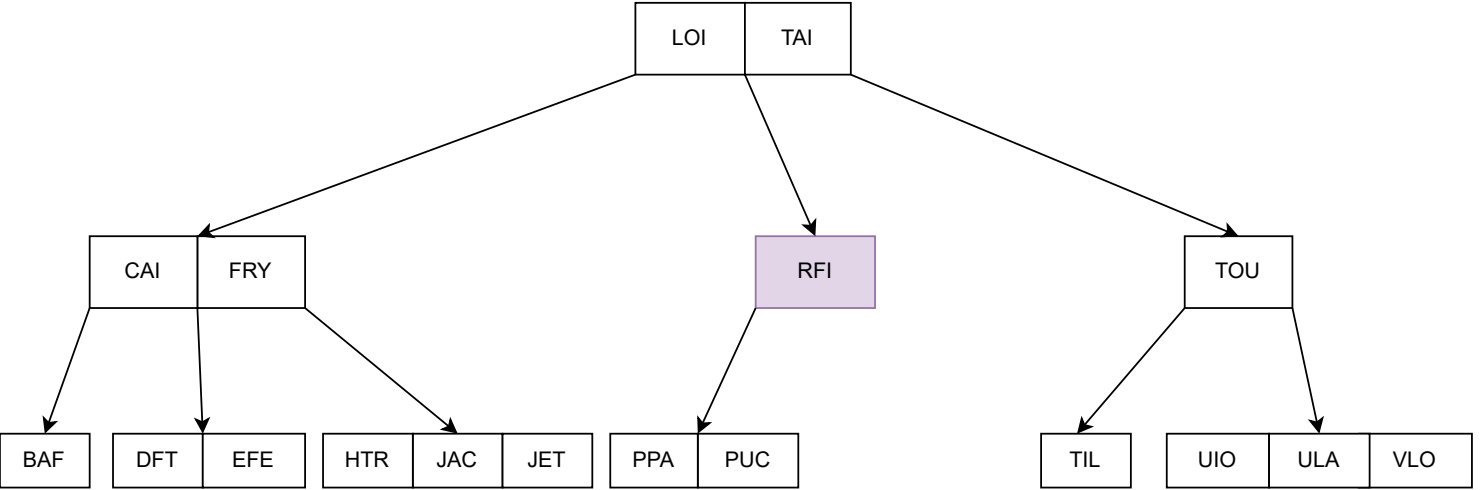 LOI TAI
CAI FRY RFI TOU
BAF DFT EFE HTR JAC JET PPA PUC TIL UIO ULA VLO